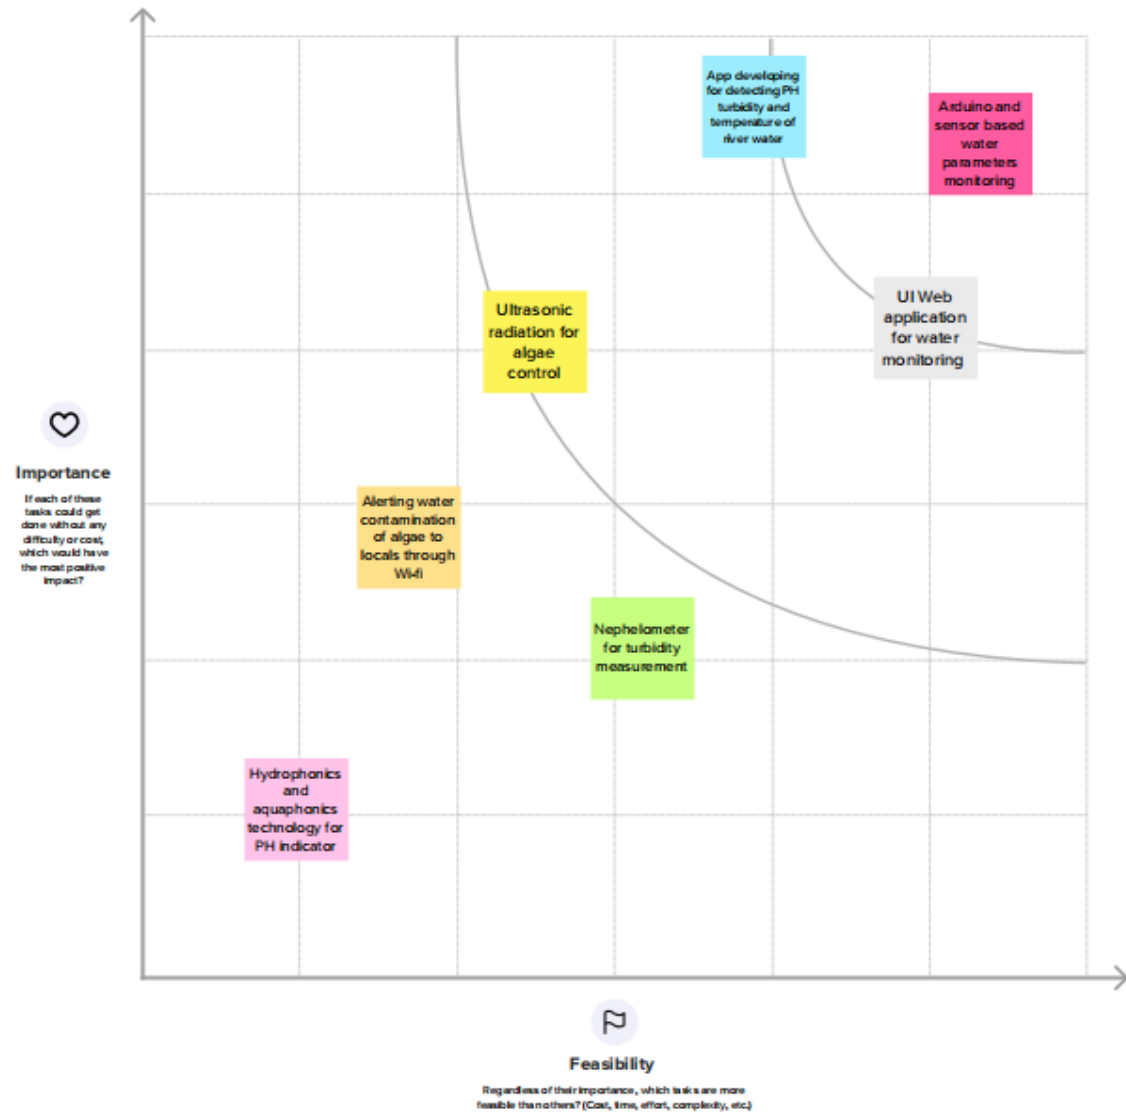 App developing
for detecting PH
turbidity and
temperature of
river water
Arduino and
sensor based
water
parameters
monitoring
UI Web
application
for water
monitoring
Ultrasonic
radiation for
algae
control
Importance
If each of these
tasks could get
done without any
difficulty or cost,
which would have
the most positive
impact?
Alerting water
contamination
of algae to
locals through
Wi-fi
Nephelometer
for turbidity
measurement
Hydrophonics
and
aquaphonics
technology for
PH indicator
Feasibility
Regardless of their importance, which tasks are more
feasible than others? (Cost, time, effort, complexity, etc.)